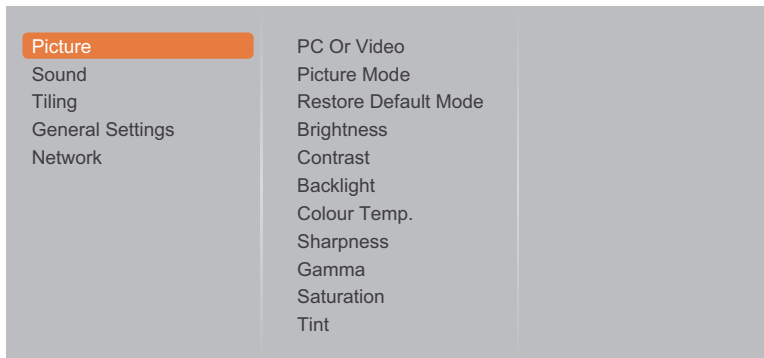 Picture
Sound
Tiling
General Settings
Network
PC Or Video
Picture Mode
Restore Default Mode
Brightness
Contrast
Backlight
Colour Temp.
Sharpness
Gamma
Saturation
Tint